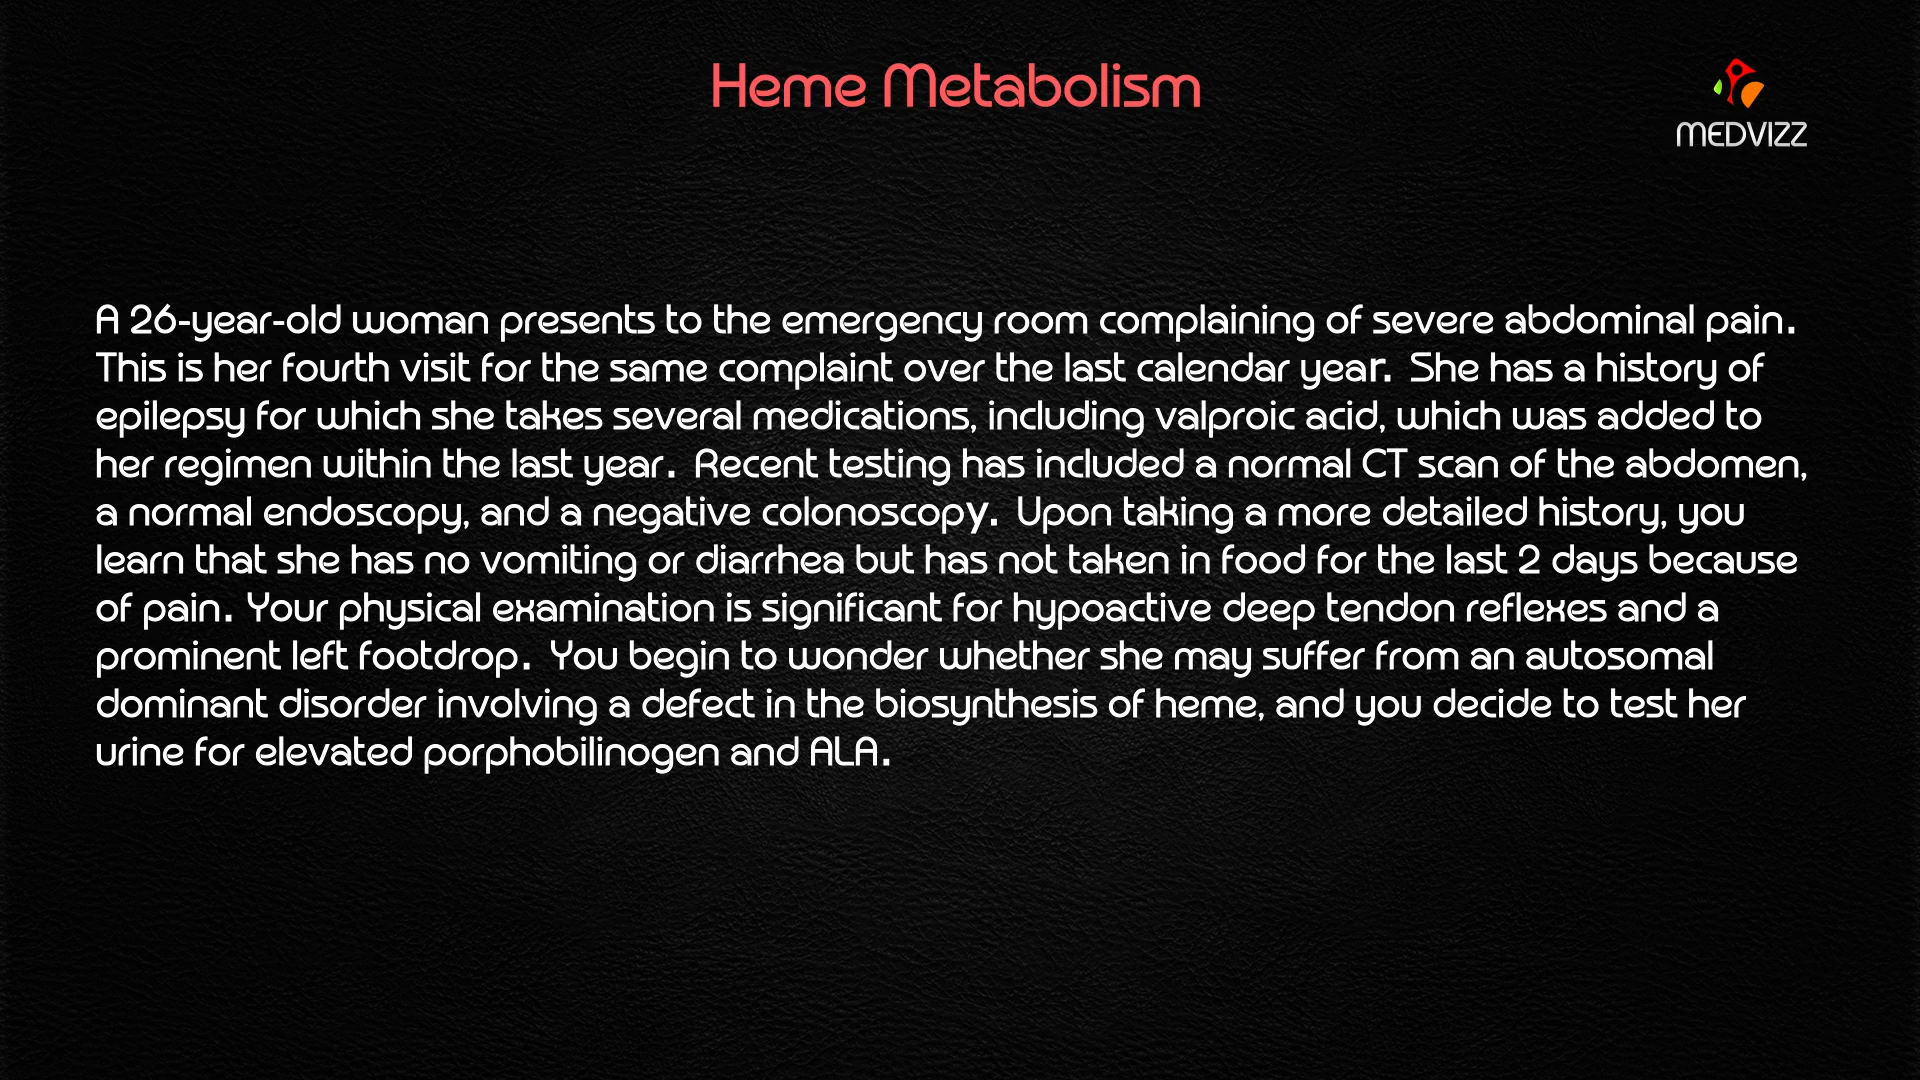 Heme Metabolism
MEDVIZZ
A 26-year-old woman presents to the emergency room complaining of severe abdominal pain.
This is her fourth visit for the same complaint over the last calendar year. She has a history of
epilepsy for which she takes several medications, including valproic acid, which was added to
her regimen within the last year. Recent testing has included a normal CT scan of the abdomen,
a normal endoscopy, and a negative colonoscopy. Upon taking a more detailed history, you
learn that she has no vomiting or diarrhea but has not taken in food for the last 2 days because
of pain. Your physical examination is significant for hypoactive deep tendon reflexes and a
prominent left footdrop. You begin to wonder whether she may suffer from an autosomal
dominant disorder involving a defect in the biosynthesis of heme, and you decide to test her
urine for elevated porphobilinogen and ALA.